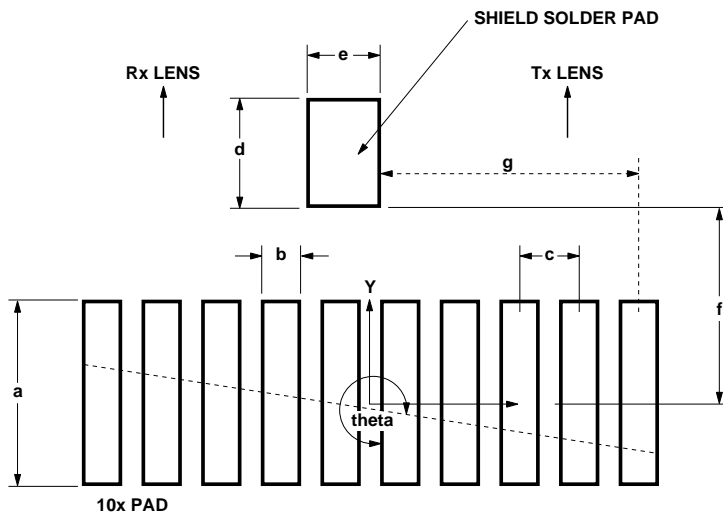 SHIELD SOLDER PAD
e
Rx LENS
Tx LENS
d
g
b
c
Y
f
a
theta
10x PAD